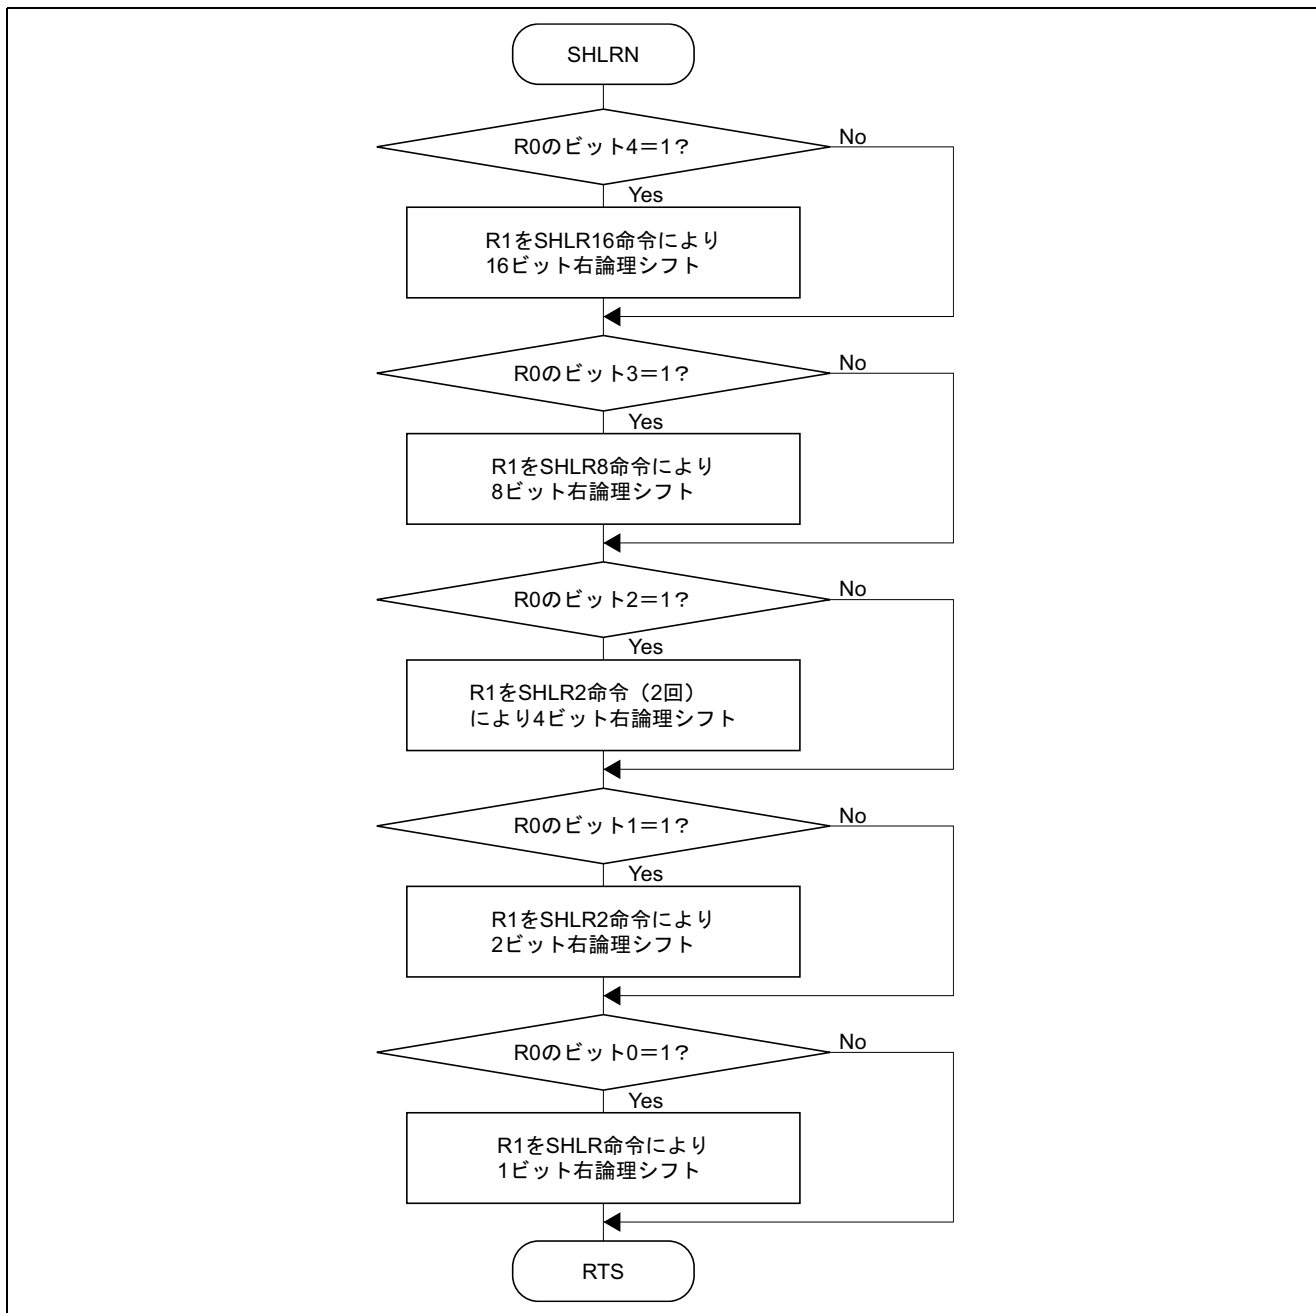 SHLRN
R0のビット4＝1？
No
Yes
R1をSHLR16命令により
16ビット右論理シフト
R0のビット3＝1？
No
Yes
R1をSHLR8命令により
8ビット右論理シフト
R0のビット2＝1？
No
Yes
R1をSHLR2命令（2回）
により4ビット右論理シフト
R0のビット1＝1？
No
Yes
R1をSHLR2命令により
2ビット右論理シフト
R0のビット0＝1？
No
Yes
R1をSHLR命令により
1ビット右論理シフト
RTS